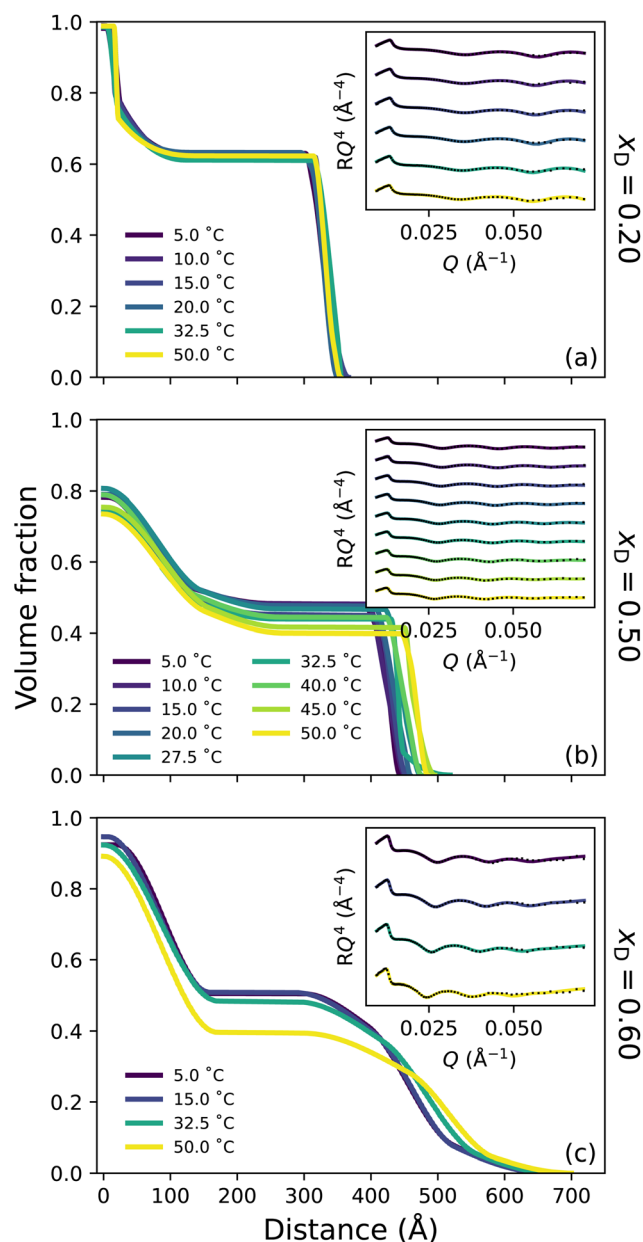 1.0
0.8
0.6
0.4
0.2
0.0
5.0 ˚C
10.0 ˚C
15.0 ˚C
20.0 ˚C
32.5 ˚C
50.0 ˚C
RQ⁴ (Å⁻⁴)
0.025 0.050
Q (Å⁻¹)
(a)
x_D = 0.20
1.0
0.8
0.6
0.4
0.2
0.0
5.0 ˚C
10.0 ˚C
15.0 ˚C
20.0 ˚C
27.5 ˚C
32.5 ˚C
40.0 ˚C
45.0 ˚C
50.0 ˚C
RQ⁴ (Å⁻⁴)
0.025 0.050
Q (Å⁻¹)
(b)
x_D = 0.50
Volume fraction
1.0
0.8
0.6
0.4
0.2
0.0
5.0 ˚C
15.0 ˚C
32.5 ˚C
50.0 ˚C
RQ⁴ (Å⁻⁴)
0.025 0.050
Q (Å⁻¹)
(c)
x_D = 0.60
0 100 200 300 400 500 600 700
Distance (Å)